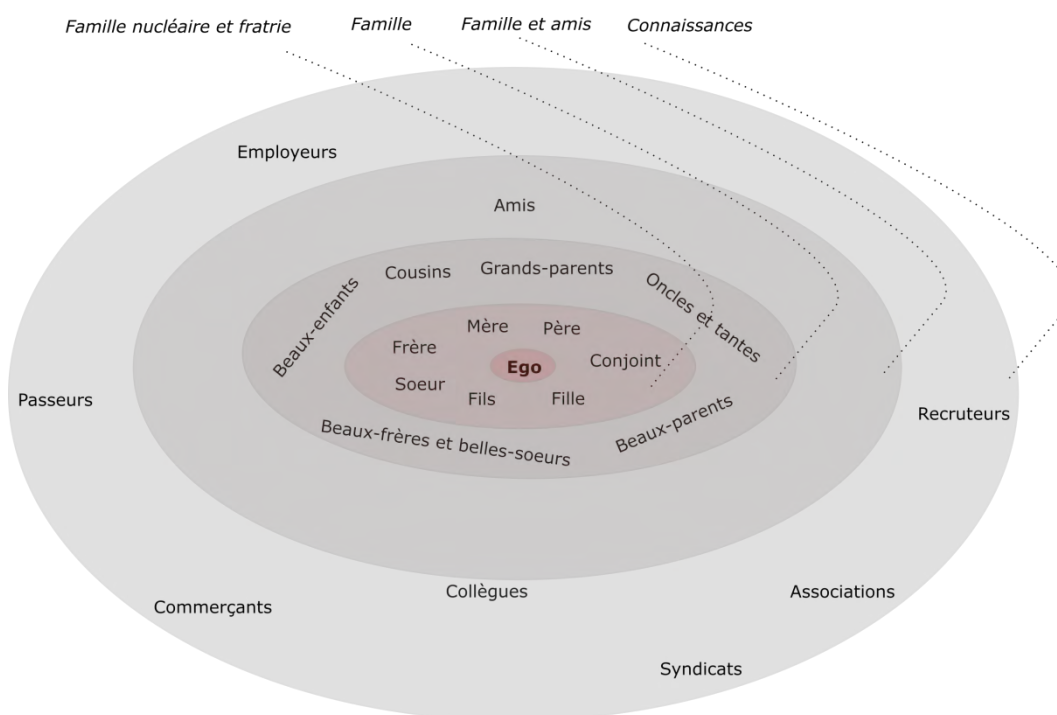 Famille nucléaire et fratrie
Famille
Famille et amis
Connaissances
Employeurs
Amis
Cousins
Grands-parents
Oncles et tantes
Beaux-enfants
Mère
Père
Frère
Conjoint
Ego
Soeur
Fils
Fille
Passeurs
Recruteurs
Beaux-frères et belles-soeurs
Beaux-parents
Collègues
Associations
Commerçants
Syndicats